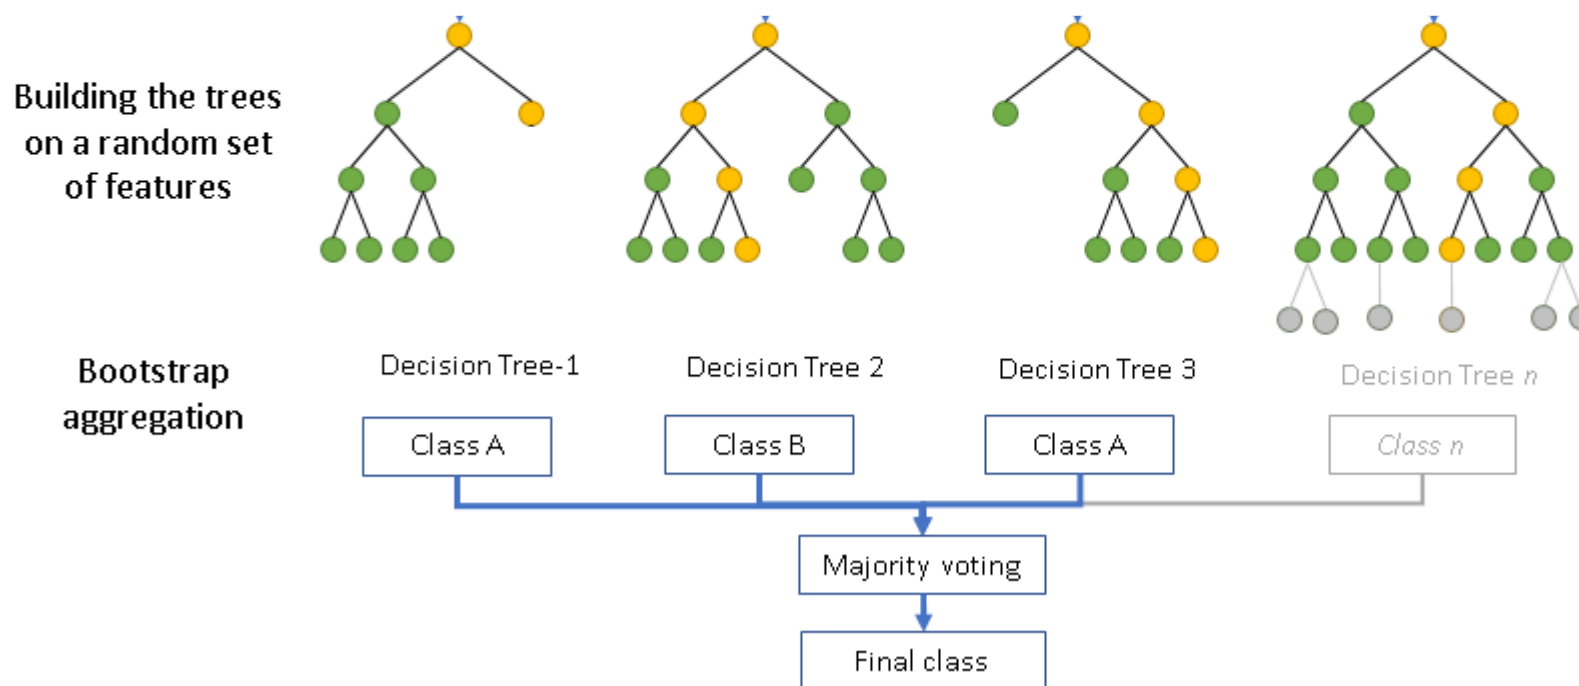 Building the trees
on a random set
of features
Bootstrap
aggregation
Decision Tree-1
Decision Tree 2
Decision Tree 3
Decision Tree n
Class A
Class B
Class A
Class n
Majority voting
Final class